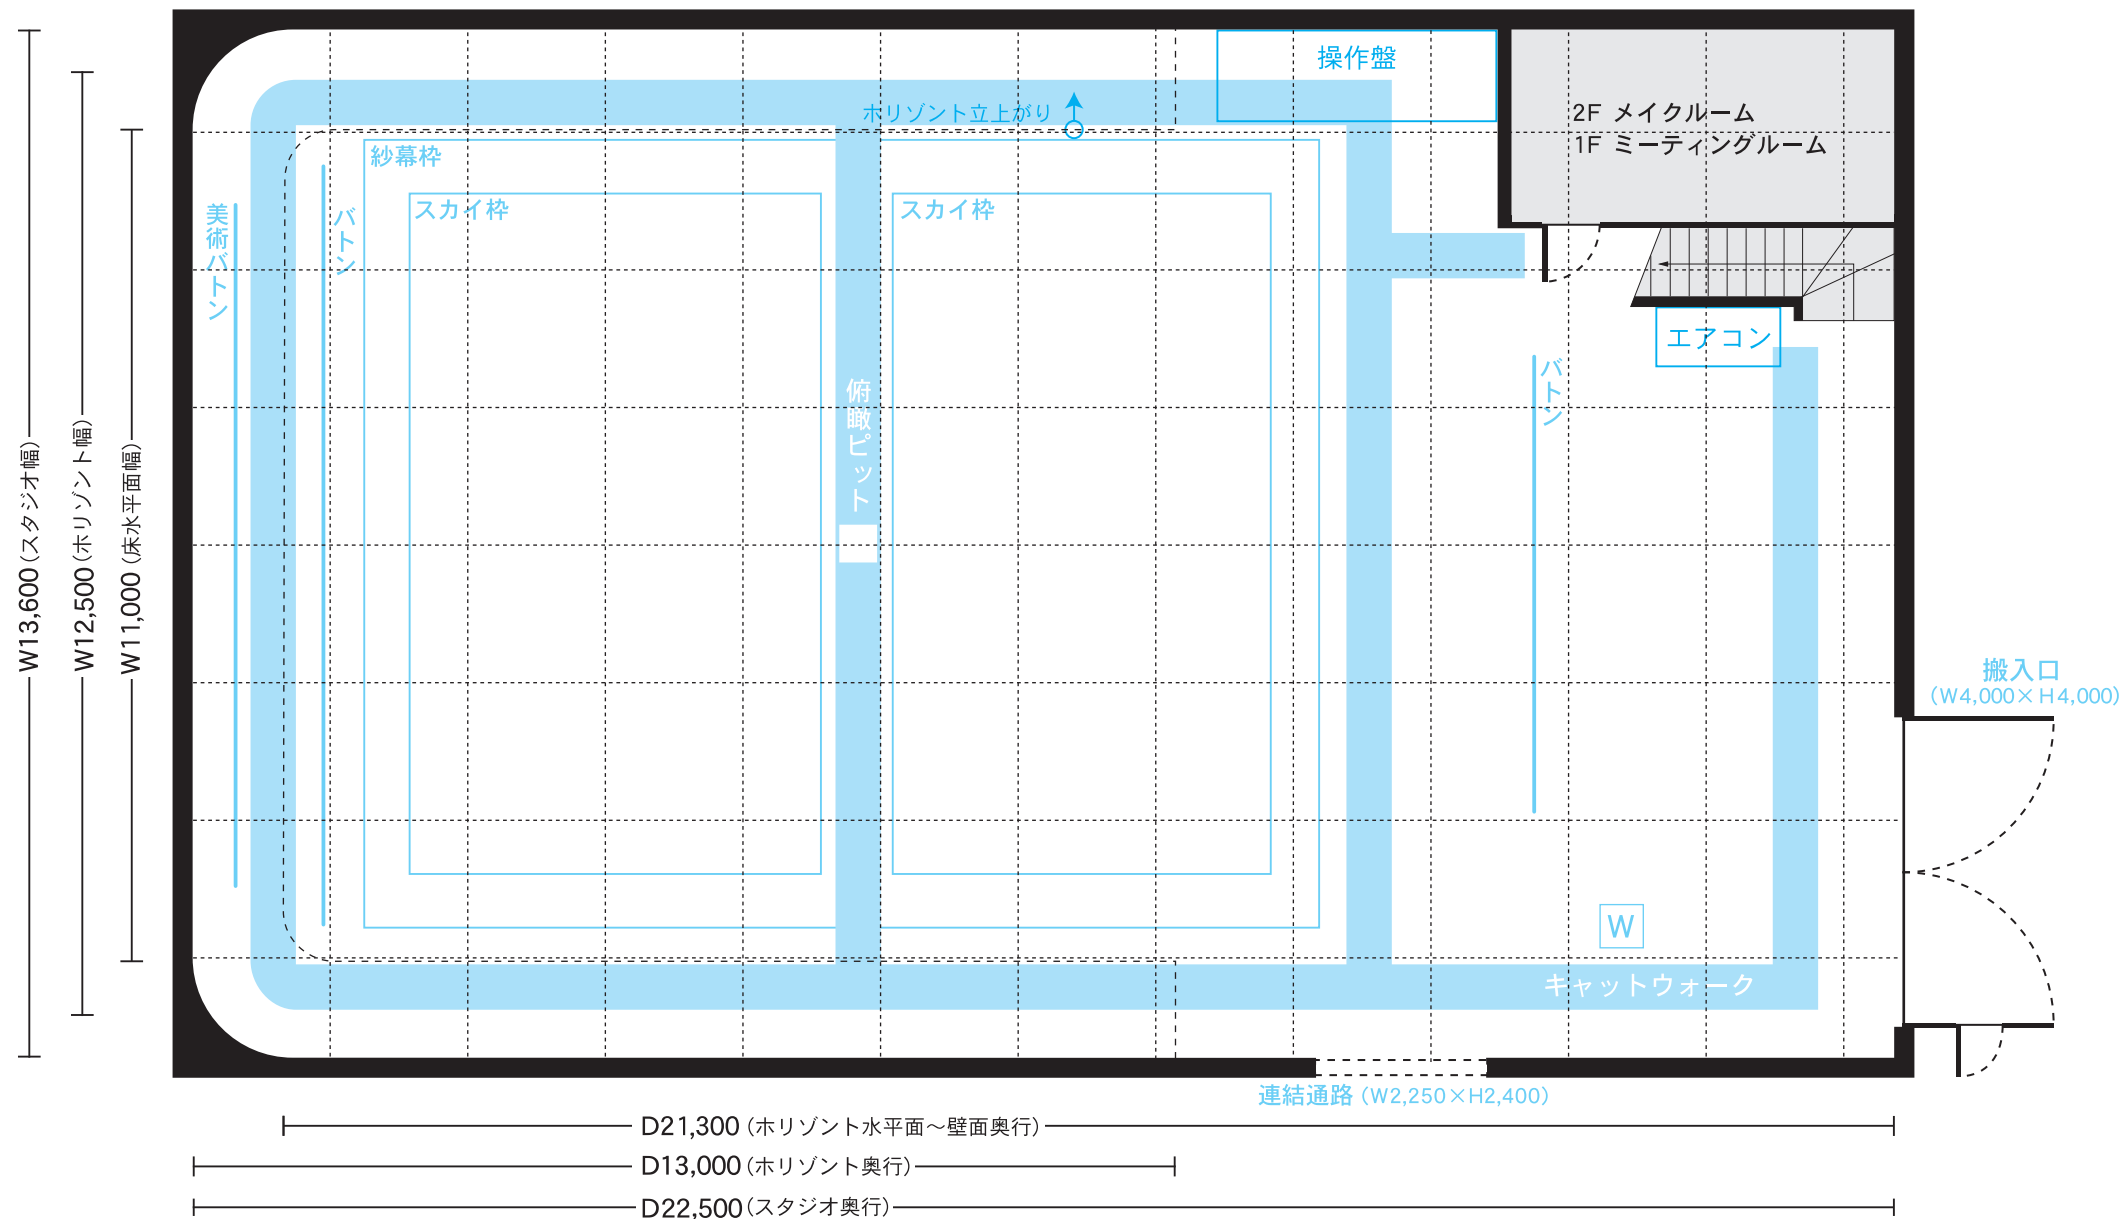 操作盤
2F メイクルーム
1F ミーティングルーム
ホリゾント立上がり
紗幕枠
スカイ枠
スカイ枠
美術バトン
バトン
エアコン
バトン
俯瞰ピット
W13,600(スタジオ幅)
W12,500(ホリゾント幅)
W11,000(床水平面幅)
搬入口
(W4,000×H4,000)
W
キャットウォーク
連結通路(W2,250×H2,400)
D21,300(ホリゾント水平面〜壁面奥行)
D13,000(ホリゾント奥行)
D22,500(スタジオ奥行)